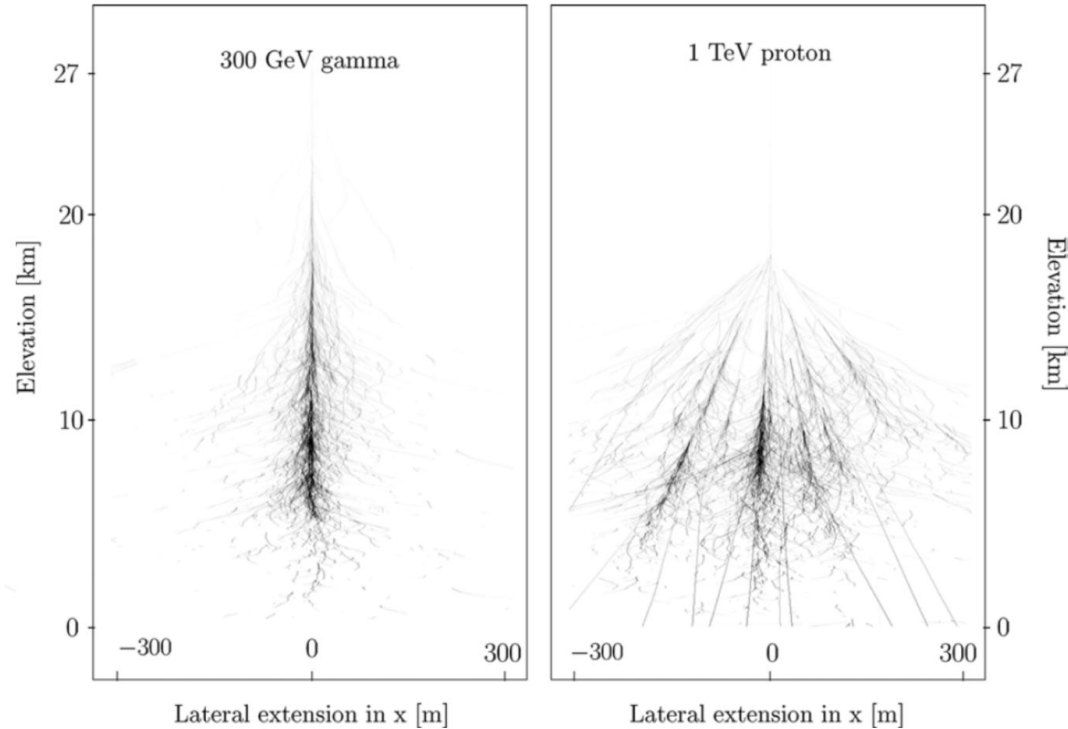 300 GeV gamma
27
20
10
0
Elevation [km]
−300
0
300
Lateral extension in x [m]
1 TeV proton
27
20
10
0
Elevation [km]
−300
0
300
Lateral extension in x [m]